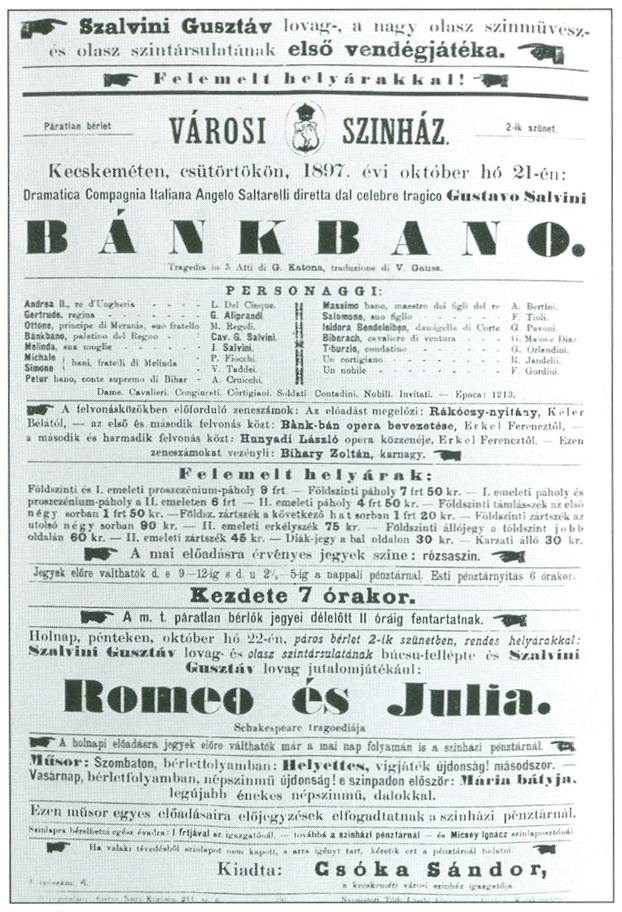 Szalvini Gusztáv lovag-, a nagy olasz szinmüvész-
és olasz szintársulatának első vendégjátéka.
Felemelt helyárakkal!
Páratlan bérlet
VÁROSI SZINHÁZ.
2-ik szünet.
Kecskeméten, csütörtökön, 1897. évi október hó 21-én:
Dramatica Compagnia Italiana Angelo Saltarelli diretta dal celebre tragico Gustavo Salvini
BÁNKBANO.
Tragedia in 5 Atti di G. Katona, traduzione di V. Gauss.
PERSONAGGI:
Andrea II., re d'Ungheria - - - - L. Del Cinque.
Gertrude, regina - - - - G. Aliprandi
Ottone, principe di Merania, suo fratello M. Regoli.
Bánkbano, palatino del Regno - - Cav. G. Salvini.
Melinda, sua moglie - - - - I. Salvini.
Michale P. Fiocchi.
Simone bani, fratelli di Melinda - V. Taddei.
Petur bano, conte supremo di Bihar - A. Cruicchi.
Massimo bano, maestro dei figli del re A. Bertini.
Salomone, suo figlio - - - F. Tioli.
Isidora Bendeleiben, damigella di Corte G. Pavoni.
Biberach, cavaliere di ventura - -
Tiburzio, condatino - - - - G. Orlandini.
Un cortigiano - - - - R. Jandelli.
Un nobile - - - - F. Gordini.
Dame. Cavalieri. Congiurati. Cortigiani. Soldati Contadini. Nobili. Invitati. — Epoca: 1213.
A felvonásközökben előforduló zeneszámok: Az előadást megelőzi: Rákóczy-nyitány, Kéler
Bélától, — az első és második felvonás közt: Bánk-bán opera bevezetése, Erkel Ferencztől, —
a második és harmadik felvonás közt: Hunyadi László opera közzenéje, Erkel Ferencztől. — Ezen
zeneszámokat vezényli: Bihary Zoltán, karnagy.
Felemelt helyárak:
Földszinti és I. emeleti proszczénium-páholy 9 frt. — Földszinti páholy 7 frt 50 kr. — I. emeleti páholy és
proszczénium-páholy a II. emeleten 6 frt — II. emeleti páholy 4 frt 50 kr. — Földszinti támlásszék az első
négy sorban 1 frt 50 kr. — Földsz. zártszék a következő hat sorban 1 frt 20 kr. — Földszinti zártszék az
utolsó négy sorban 90 kr. — II. emeleti erkélyszék 75 kr. — Földszinti állójegy a földszint jobb
oldalán 60 kr. — II. emeleti zártszék 45 kr. — Diák-jegy a bal oldalon 30 kr. — Karzati álló 30 kr.
A mai előadásra érvényes jegyek szine: rózsaszin.
Jegyek előre válthatók d. e 9—12-ig s d. u 2½—5-ig a nappali pénztárnál. Esti pénztárnyitás 6 órakor.
Kezdete 7 órakor.
A m. t. páratlan bérlők jegyei délelőtt 11 óráig fentartatnak.
Holnap, pénteken, október hó 22-én, páros bérlet 2-ik szünetben, rendes helyárakkal:
Szalvini Gusztáv lovag- és olasz szintársulatának búcsu-fellépte és Szalvini
Gusztáv lovag jutalomjátékául:
Romeo és Julia.
Schakespeare tragoediája
A holnapi előadásra jegyek előre válthatók már a mai nap folyamán is a szinházi pénztárnál.
Műsor: Szombaton, bérletfolyamban: Helyettes, vigjáték újdonság! másodszor. —
Vasárnap, bérletfolyamban, népszinmű újdonság! e szinpadon először: Mária bátyja.
legújabb énekes népszinmű, dalokkal.
Ezen műsor egyes előadásaira előjegyzések elfogadtatnak a szinházi pénztárnál.
Szinlapra bérelhetni egész évadra: 1 frtjával az igazgatónál, — továbbá a szinházi pénztárnál — és Micsey Ignacz szinlaposztónál
Ha valaki tévedésből szinlapot nem kapott, s arra igényt tart, kéretik ezt a pénztárnál tudatni.
Kiadta: Csóka Sándor,
a kecskeméti városi szinház igazgatója.